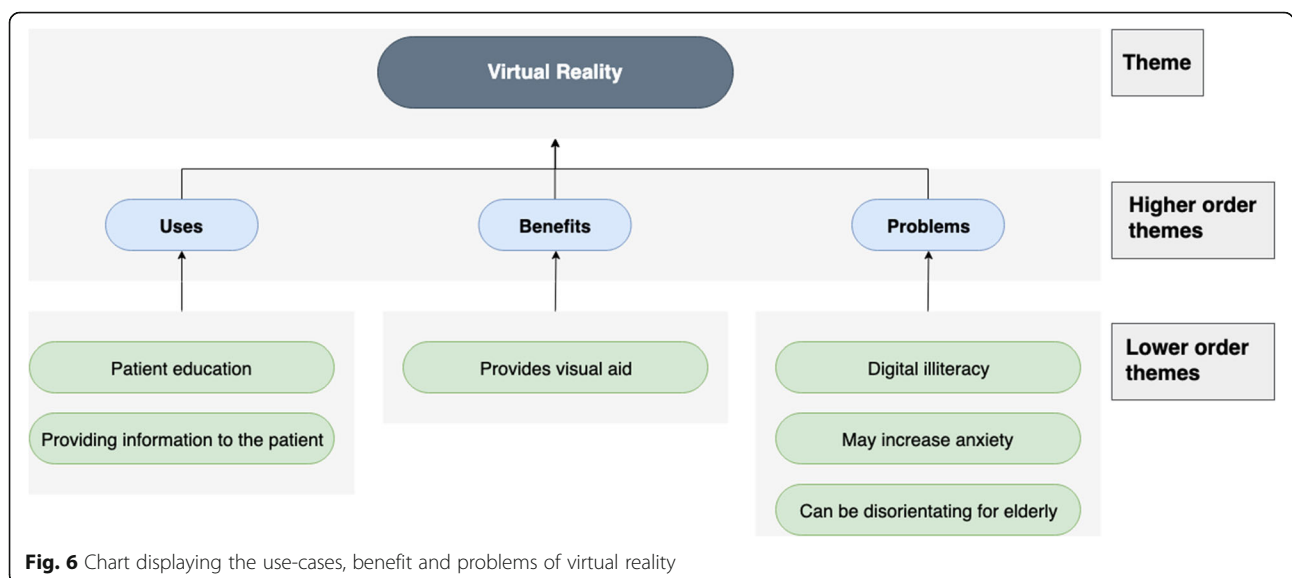 Virtual Reality
Theme
Uses
Benefits
Problems
Higher order
themes
Patient education
Providing information to the patient
Provides visual aid
Digital illiteracy
May increase anxiety
Can be disorientating for elderly
Lower order
themes
Fig. 6 Chart displaying the use-cases, benefit and problems of virtual reality